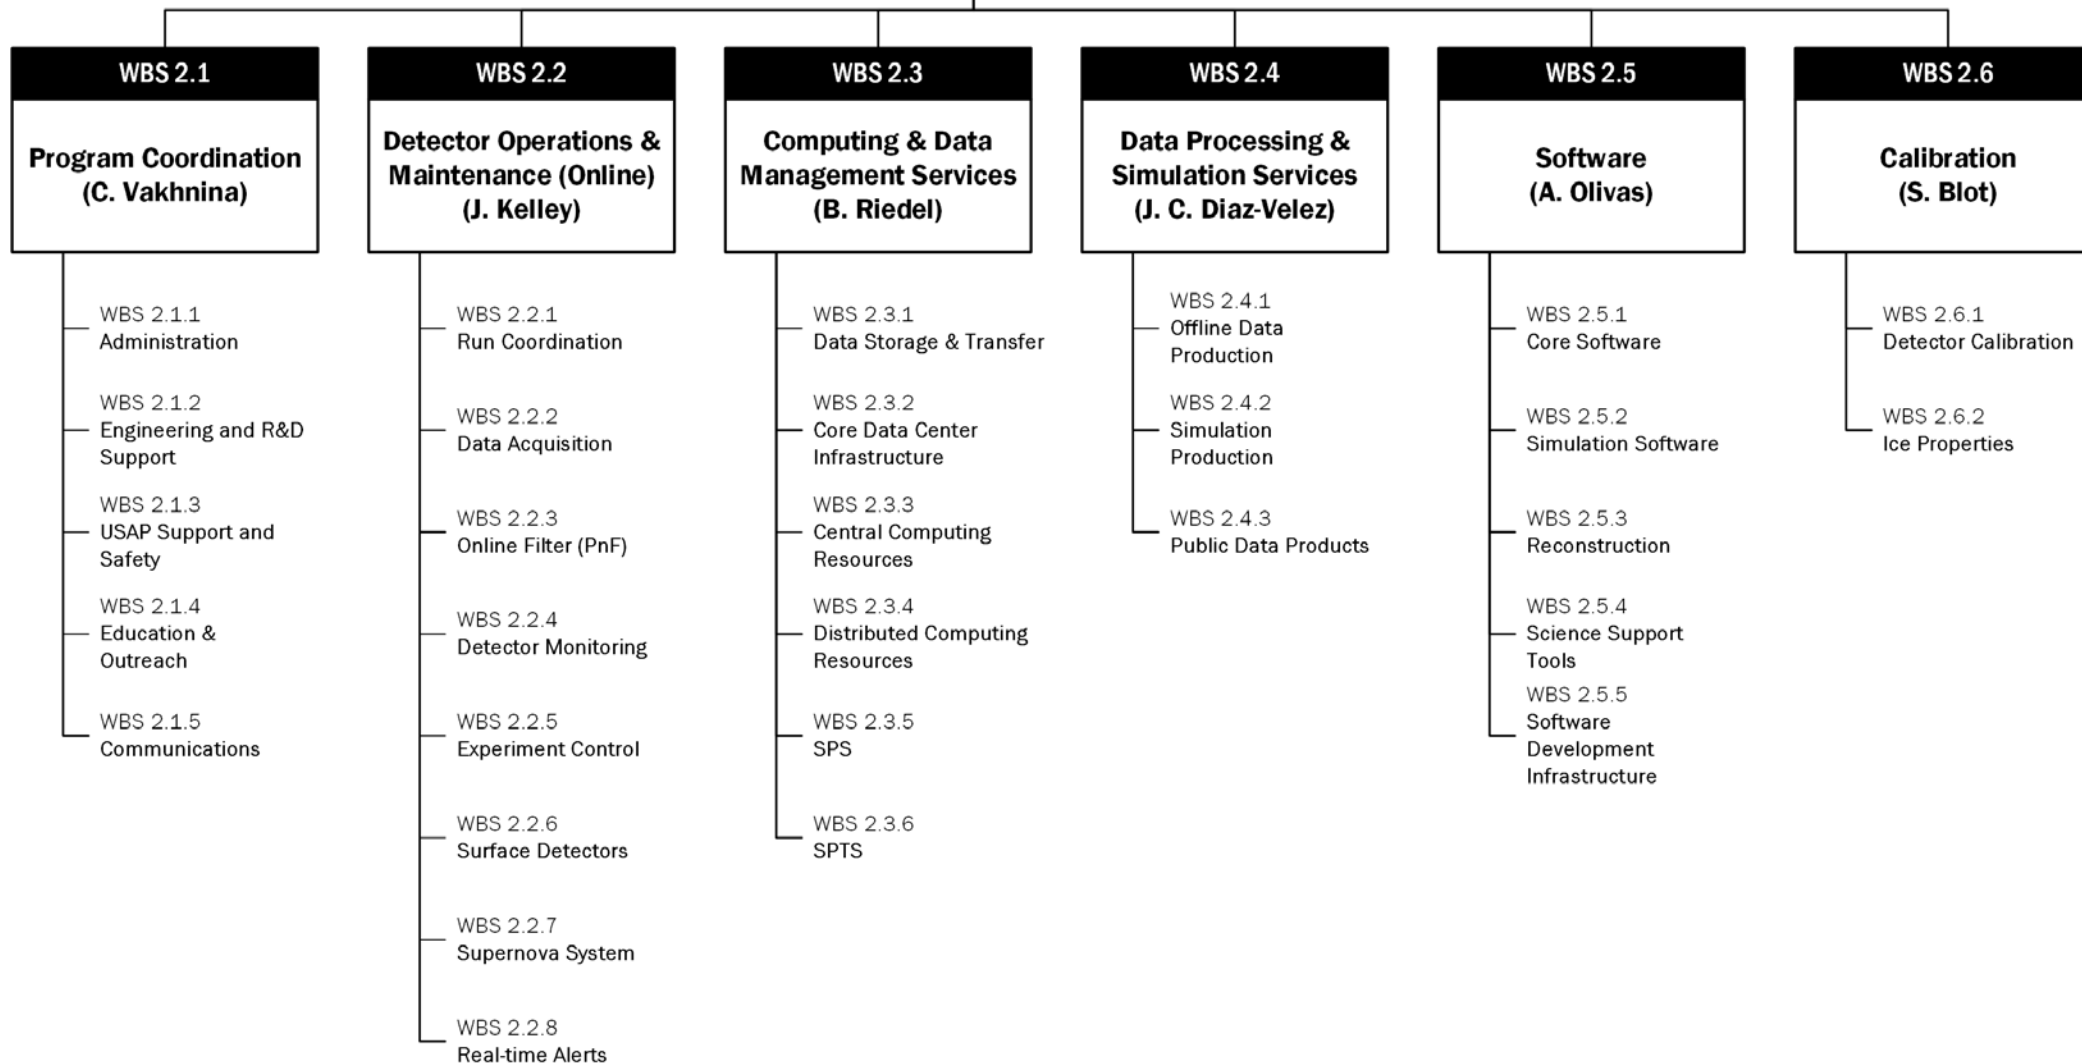 WBS 2.1
Program Coordination
(C. Vakhnina)
WBS 2.1.1
Administration
WBS 2.1.2
Engineering and R&D
Support
WBS 2.1.3
USAP Support and
Safety
WBS 2.1.4
Education &
Outreach
WBS 2.1.5
Communications
WBS 2.2
Detector Operations &
Maintenance (Online)
(J. Kelley)
WBS 2.2.1
Run Coordination
WBS 2.2.2
Data Acquisition
WBS 2.2.3
Online Filter (PnF)
WBS 2.2.4
Detector Monitoring
WBS 2.2.5
Experiment Control
WBS 2.2.6
Surface Detectors
WBS 2.2.7
Supernova System
WBS 2.2.8
Real-time Alerts
WBS 2.3
Computing & Data
Management Services
(B. Riedel)
WBS 2.3.1
Data Storage & Transfer
WBS 2.3.2
Core Data Center
Infrastructure
WBS 2.3.3
Central Computing
Resources
WBS 2.3.4
Distributed Computing
Resources
WBS 2.3.5
SPS
WBS 2.3.6
SPTS
WBS 2.4
Data Processing &
Simulation Services
(J. C. Diaz-Velez)
WBS 2.4.1
Offline Data
Production
WBS 2.4.2
Simulation
Production
WBS 2.4.3
Public Data Products
WBS 2.5
Software
(A. Olivas)
WBS 2.5.1
Core Software
WBS 2.5.2
Simulation Software
WBS 2.5.3
Reconstruction
WBS 2.5.4
Science Support
Tools
WBS 2.5.5
Software
Development
Infrastructure
WBS 2.6
Calibration
(S. Blot)
WBS 2.6.1
Detector Calibration
WBS 2.6.2
Ice Properties